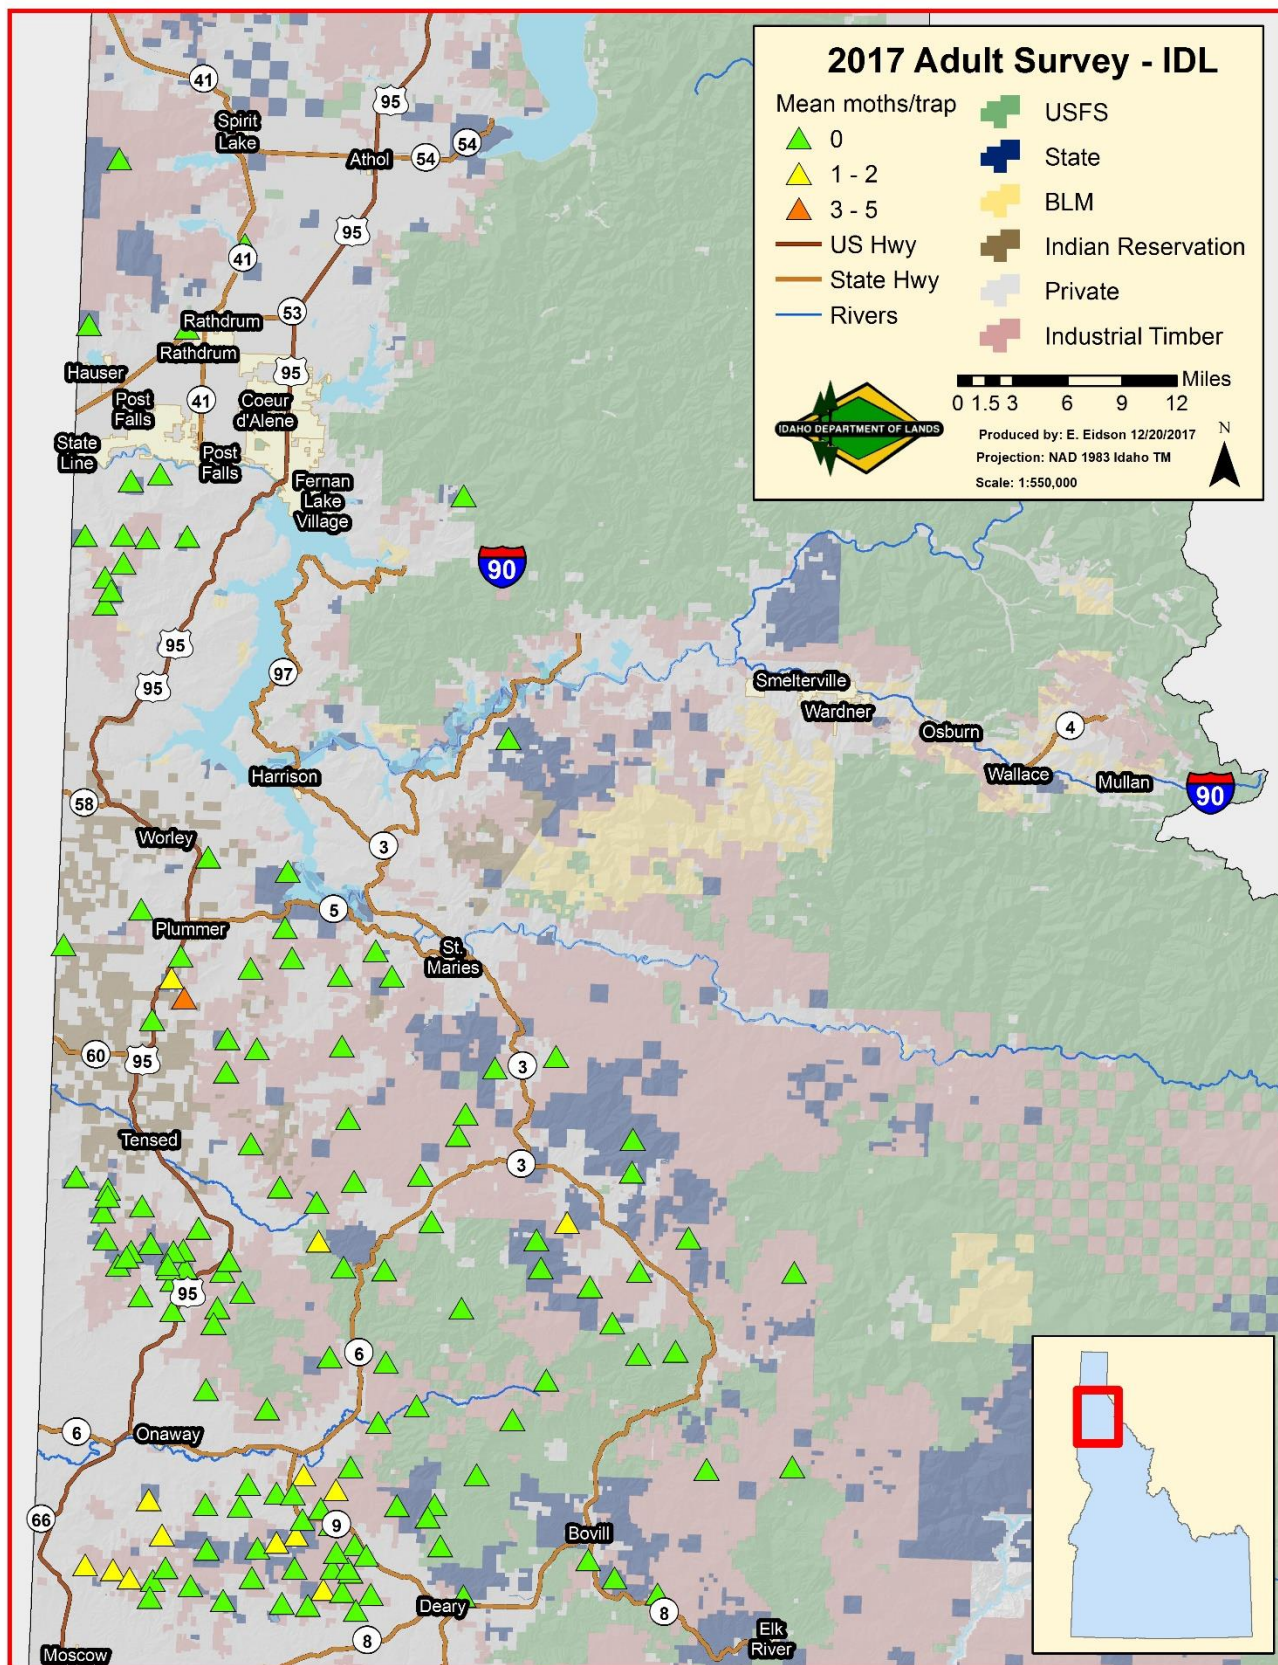 2017 Adult Survey - IDL
Mean moths/trap
0
1 - 2
3 - 5
US Hwy
State Hwy
Rivers
USFS
State
BLM
Indian Reservation
Private
Industrial Timber
Miles
0 1.5 3 6 9 12
IDAHO DEPARTMENT OF LANDS
Produced by: E. Eidson 12/20/2017
Projection: NAD 1983 Idaho TM
Scale: 1:550,000
N
41
95
Spirit
Lake
54
54
Athol
95
41
53
Rathdrum
Rathdrum
Hauser
95
Post
Falls
41
Coeur
d'Alene
State
Line
Post
Falls
Fernan
Lake
Village
90
95
97
95
Smelterville
Wardner
Osburn
4
Wallace
Mullan
90
Harrison
58
Worley
3
5
Plummer
St.
Maries
60
95
3
Tensed
3
95
6
6
Onaway
66
9
Bovill
Deary
8
8
Elk
River
Moscow